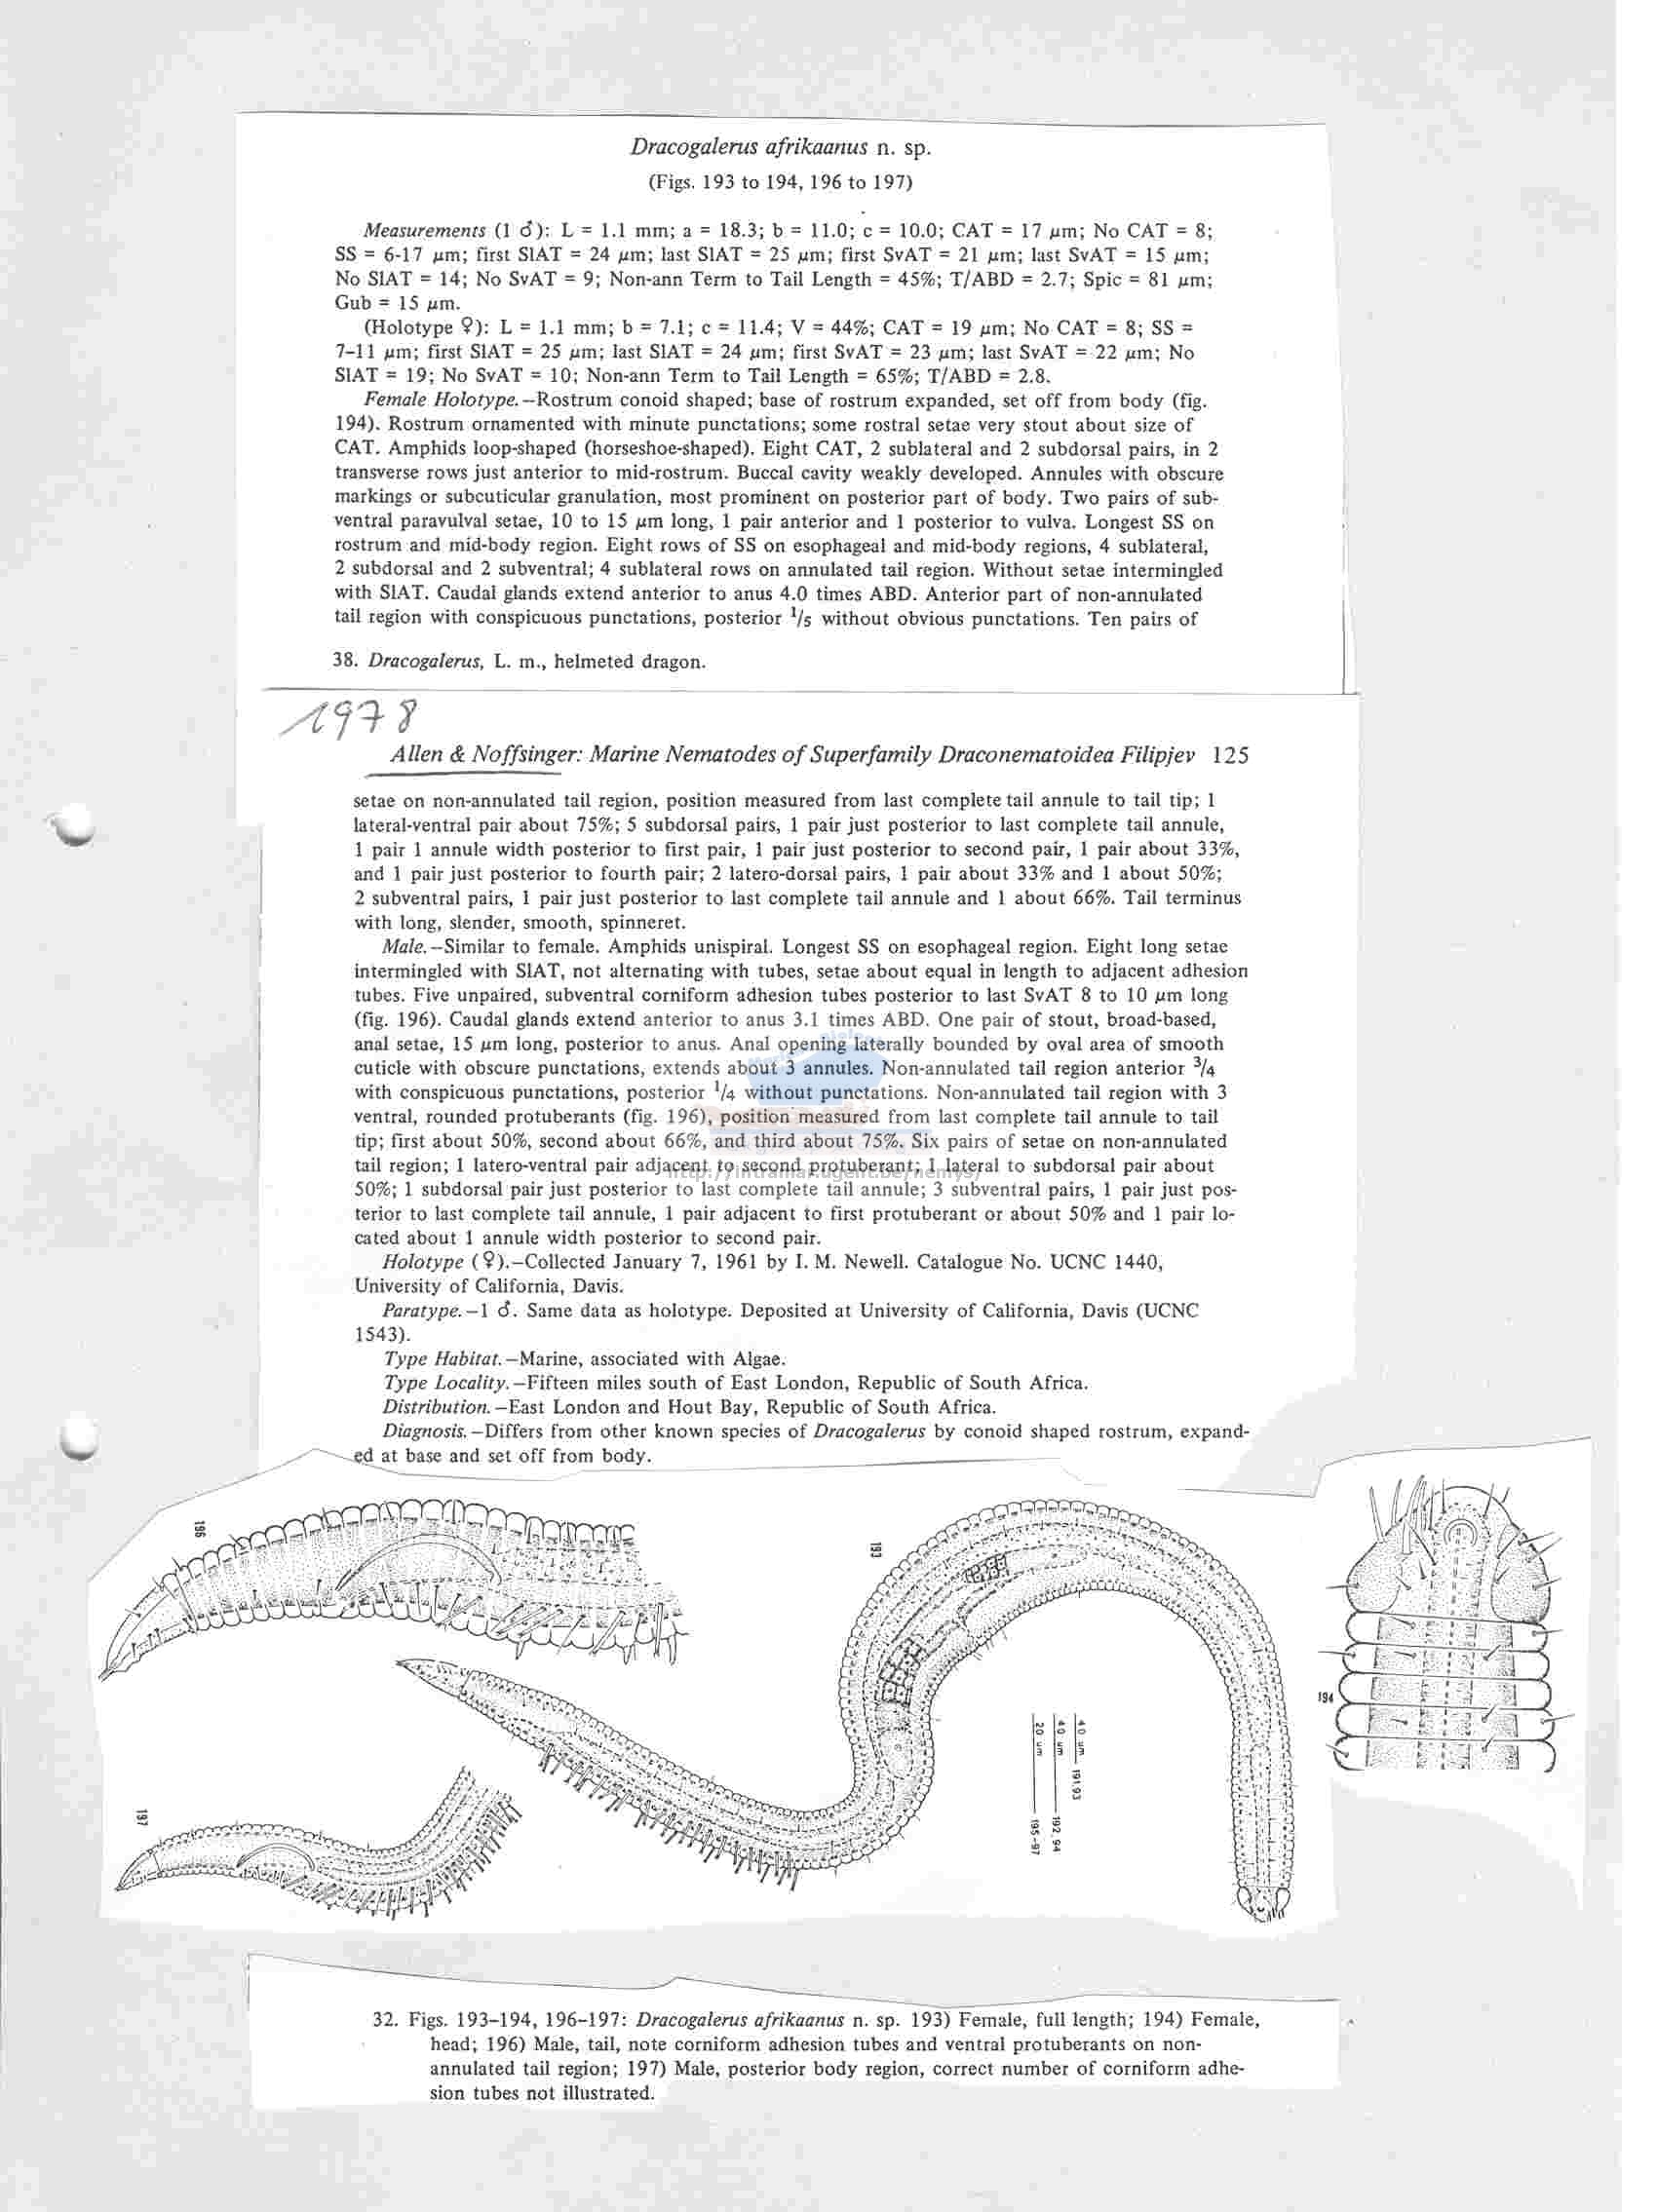 Dracogalerus afrikaanus n. sp.
(Figs. 193 to 194, 196 to 197)
Measurements (1 ♂): L = 1.1 mm; a = 18.3; b = 11.0; c = 10.0; CAT = 17 μm; No CAT = 8;
SS = 6-17 μm; first SlAT = 24 μm; last SlAT = 25 μm; first SvAT = 21 μm; last SvAT = 15 μm;
No SlAT = 14; No SvAT = 9; Non-ann Term to Tail Length = 45%; T/ABD = 2.7; Spic = 81 μm;
Gub = 15 μm.
(Holotype ♀): L = 1.1 mm; b = 7.1; c = 11.4; V = 44%; CAT = 19 μm; No CAT = 8; SS =
7–11 μm; first SlAT = 25 μm; last SlAT = 24 μm; first SvAT = 23 μm; last SvAT = 22 μm; No
SlAT = 19; No SvAT = 10; Non-ann Term to Tail Length = 65%; T/ABD = 2.8.
Female Holotype.—Rostrum conoid shaped; base of rostrum expanded, set off from body (fig.
194). Rostrum ornamented with minute punctations; some rostral setae very stout about size of
CAT. Amphids loop-shaped (horseshoe-shaped). Eight CAT, 2 sublateral and 2 subdorsal pairs, in 2
transverse rows just anterior to mid-rostrum. Buccal cavity weakly developed. Annules with obscure
markings or subcuticular granulation, most prominent on posterior part of body. Two pairs of sub-
ventral paravulval setae, 10 to 15 μm long, 1 pair anterior and 1 posterior to vulva. Longest SS on
rostrum and mid-body region. Eight rows of SS on esophageal and mid-body regions, 4 sublateral,
2 subdorsal and 2 subventral; 4 sublateral rows on annulated tail region. Without setae intermingled
with SlAT. Caudal glands extend anterior to anus 4.0 times ABD. Anterior part of non-annulated
tail region with conspicuous punctations, posterior 1/5 without obvious punctations. Ten pairs of
38. Dracogalerus, L. m., helmeted dragon.
1978
Allen & Noffsinger: Marine Nematodes of Superfamily Draconematoidea Filipjev 125
setae on non-annulated tail region, position measured from last complete tail annule to tail tip; 1
lateral-ventral pair about 75%; 5 subdorsal pairs, 1 pair just posterior to last complete tail annule,
1 pair 1 annule width posterior to first pair, 1 pair just posterior to second pair, 1 pair about 33%,
and 1 pair just posterior to fourth pair; 2 latero-dorsal pairs, 1 pair about 33% and 1 about 50%;
2 subventral pairs, 1 pair just posterior to last complete tail annule and 1 about 66%. Tail terminus
with long, slender, smooth, spinneret.
Male.—Similar to female. Amphids unispiral. Longest SS on esophageal region. Eight long setae
intermingled with SlAT, not alternating with tubes, setae about equal in length to adjacent adhesion
tubes. Five unpaired, subventral corniform adhesion tubes posterior to last SvAT 8 to 10 μm long
(fig. 196). Caudal glands extend anterior to anus 3.1 times ABD. One pair of stout, broad-based,
anal setae, 15 μm long, posterior to anus. Anal opening laterally bounded by oval area of smooth
cuticle with obscure punctations, extends about 3 annules. Non-annulated tail region anterior 3/4
with conspicuous punctations, posterior 1/4 without punctations. Non-annulated tail region with 3
ventral, rounded protuberants (fig. 196), position measured from last complete tail annule to tail
tip; first about 50%, second about 66%, and third about 75%. Six pairs of setae on non-annulated
tail region; 1 latero-ventral pair adjacent to second protuberant; 1 lateral to subdorsal pair about
50%; 1 subdorsal pair just posterior to last complete tail annule; 3 subventral pairs, 1 pair just pos-
terior to last complete tail annule, 1 pair adjacent to first protuberant or about 50% and 1 pair lo-
cated about 1 annule width posterior to second pair.
Holotype (♀).—Collected January 7, 1961 by I. M. Newell. Catalogue No. UCNC 1440,
University of California, Davis.
Paratype.—1 ♂. Same data as holotype. Deposited at University of California, Davis (UCNC
1543).
Type Habitat.—Marine, associated with Algae.
Type Locality.—Fifteen miles south of East London, Republic of South Africa.
Distribution.—East London and Hout Bay, Republic of South Africa.
Diagnosis.—Differs from other known species of Dracogalerus by conoid shaped rostrum, expand-
ed at base and set off from body.
196
193
194
197
40 um 191,93
40 um 192, 94
20 um 195-97
32. Figs. 193–194, 196–197: Dracogalerus afrikaanus n. sp. 193) Female, full length; 194) Female,
head; 196) Male, tail, note corniform adhesion tubes and ventral protuberants on non-
annulated tail region; 197) Male, posterior body region, correct number of corniform adhe-
sion tubes not illustrated.